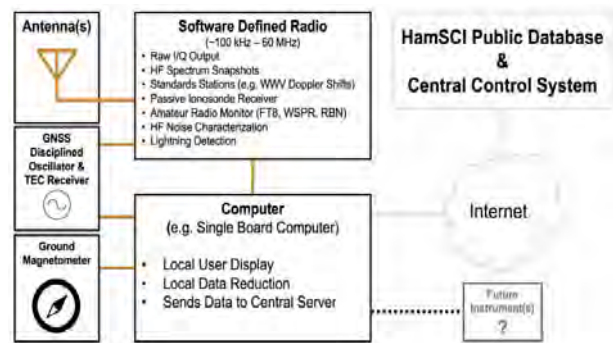 Antenna(s)
Software Defined Radio
(~100 kHz – 60 MHz)
• Raw I/Q Output
• HF Spectrum Snapshots
• Standards Stations (e.g. WWV Doppler Shifts)
• Passive Ionosonde Receiver
• Amateur Radio Monitor (FT8, WSPR, RBN)
• HF Noise Characterization
• Lightning Detection
HamSCI Public Database
&
Central Control System
GNSS
Disciplined
Oscillator &
TEC Receiver
Ground
Magnetometer
Computer
(e.g. Single Board Computer)
• Local User Display
• Local Data Reduction
• Sends Data to Central Server
Internet
Future
Instrument(s)
?